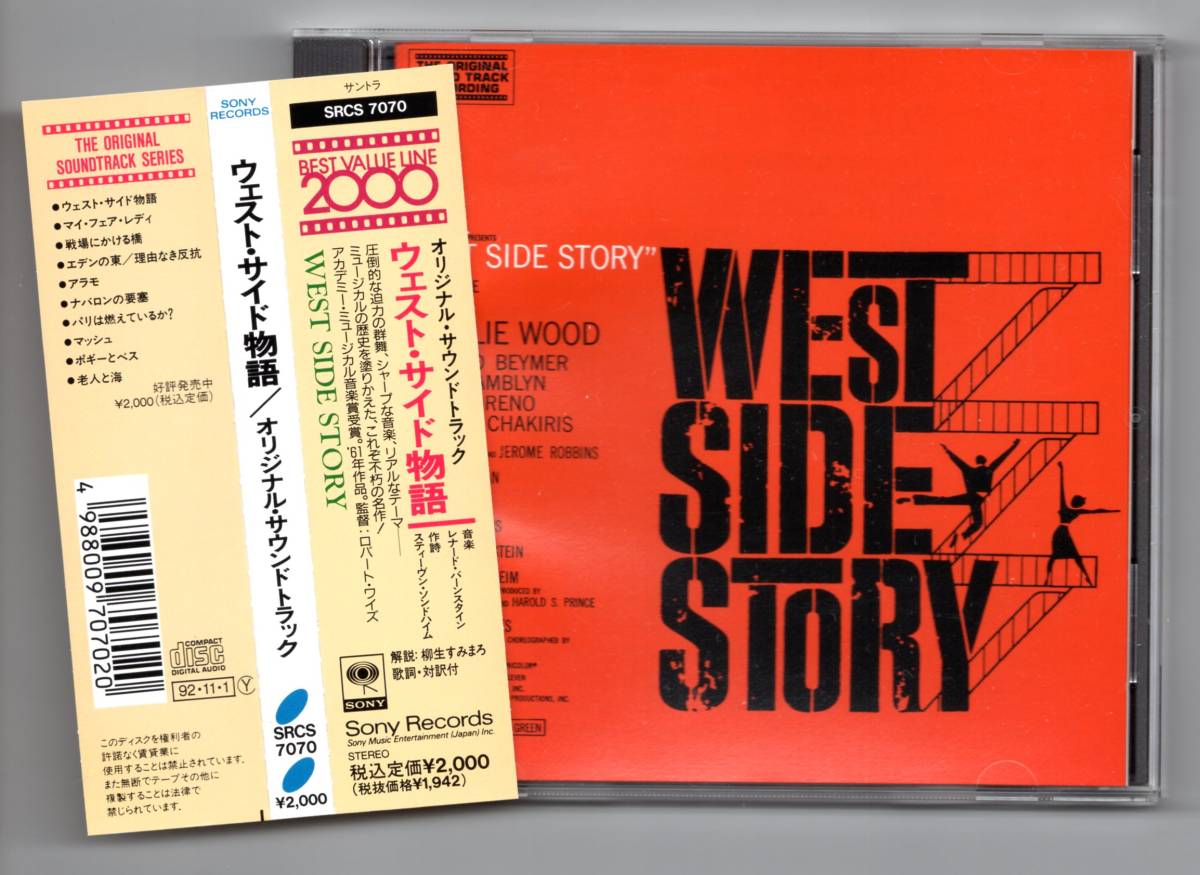 THE ORIGINAL
SOUNDTRACK SERIES
●ウェスト・サイド物語
●マイ・フェア・レディ
●戦場にかける橋
●エデンの東／理由なき反抗
●アラモ
●ナバロンの要塞
●パリは燃えているか?
●マッシュ
●ポギーとベス
●老人と海
好評発売中
¥2,000(税込定価)
4 988009 707020
COMPACT
disc
DIGITAL AUDIO
92・11・1 Y
このディスクを権利者の
許諾なく賃貸業に
使用することは禁止されています。
また無断でテープその他に
複製することは法律で
禁じられています。
SONY
RECORDS
ウェスト・サイド物語／オリジナル・サウンドトラック
SRCS
7070
¥2,000
サントラ
SRCS 7070
BEST VALUE LINE
2000
オリジナル・サウンドトラック
ウェスト・サイド物語
音楽
レナード・バーンスタイン
作詩
スティーヴン・ソンドハイム
圧倒的な迫力の群舞、シャープな音楽、リアルなテーマ——
ミュージカルの歴史を塗りかえた、これぞ不朽の名作!
アカデミー・ミュージカル音楽賞受賞。'61年作品。監督:ロバート・ワイズ
WEST SIDE STORY
解説:柳生すみまろ
歌詞・対訳付
SONY
Sony Records
Sony Music Entertainment (Japan) Inc.
STEREO
税込定価¥2,000
(税抜価格¥1,942)
THE ORIGINAL
TRACK
PRESENTS
SIDE STORY"
WOOD
BEYMER
CHAKIRIS
JEROME ROBBINS
PRODUCED BY
HAROLD S. PRINCE
CHOREOGRAPHED BY
INC.
PRODUCTIONS, INC.
GREEN
WEST
SIDE
STORY